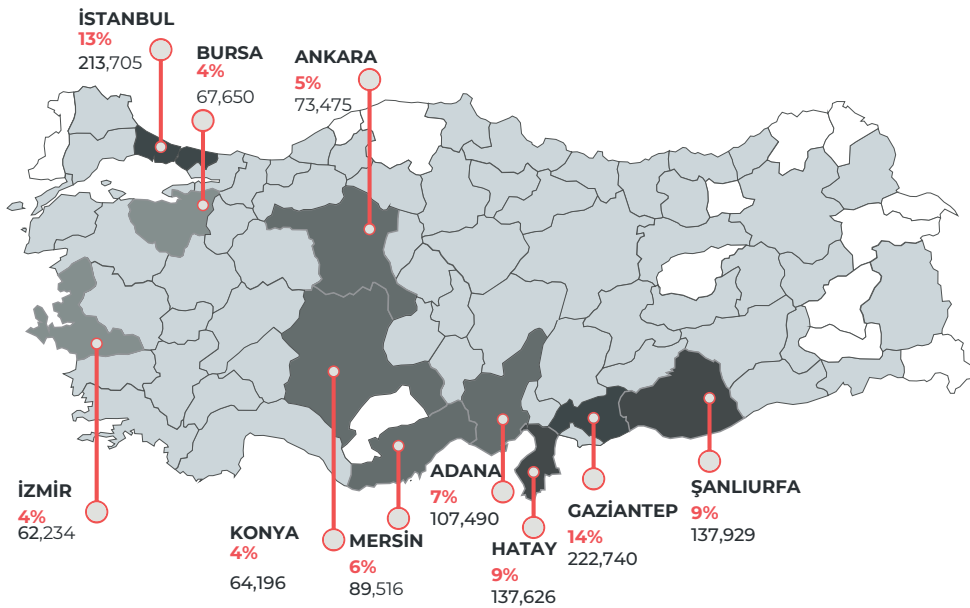 İSTANBUL
13%
213,705
BURSA
4%
67,650
ANKARA
5%
73,475
İZMİR
4%
62,234
KONYA
4%
64,196
MERSİN
6%
89,516
ADANA
7%
107,490
HATAY
9%
137,626
GAZİANTEP
14%
222,740
ŞANLIURFA
9%
137,929